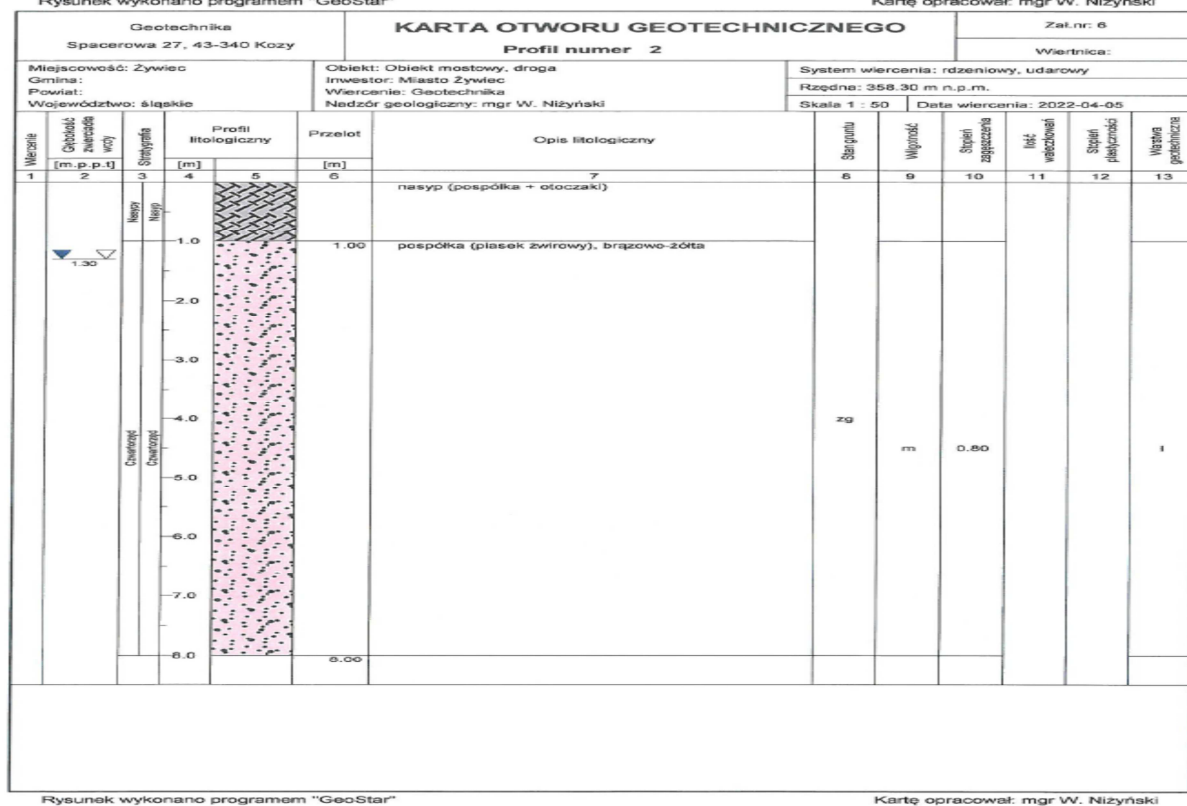 Rysunek wykonano programem "GeoStar"
Kartę opracował: mgr W. Niżyński
Geotechnika
Spacerowa 27, 43-340 Kozy
KARTA OTWORU GEOTECHNICZNEGO
Profil numer 2
Zał.nr: 6
Wiertnica:
Miejscowość: Żywiec
Gmina:
Powiat:
Województwo: śląskie
Obiekt: Obiekt mostowy, droga
Inwestor: Miasto Żywiec
Wiercenie: Geotechnika
Nadzór geologiczny: mgr W. Niżyński
System wiercenia: rdzeniowy, udarowy
Rzędna: 358.30 m n.p.m.
Skala 1 : 50
Data wiercenia: 2022-04-05
Wiercenie
Głębokość zwierciadła wody
[m.p.p.t]
Stratygrafia
Profil litologiczny
[m]
Przelot
[m]
Opis litologiczny
Stan gruntu
Wilgotność
Stopień zagęszczenia
Ilość wałeczkowań
Stopień plastyczności
Warstwa geotechniczna
1 2 3 4 5 6 7 8 9 10 11 12 13
Nasypy
Nasyp
nasyp (pospółka + otoczaki)
1.0
1.00
pospółka (piasek żwirowy), brązowo-żółta
1.30
2.0
3.0
4.0
zg
Czwartorzęd
Czwartorzęd
m
0.80
I
5.0
6.0
7.0
8.0
8.00
Rysunek wykonano programem "GeoStar"
Kartę opracował: mgr W. Niżyński